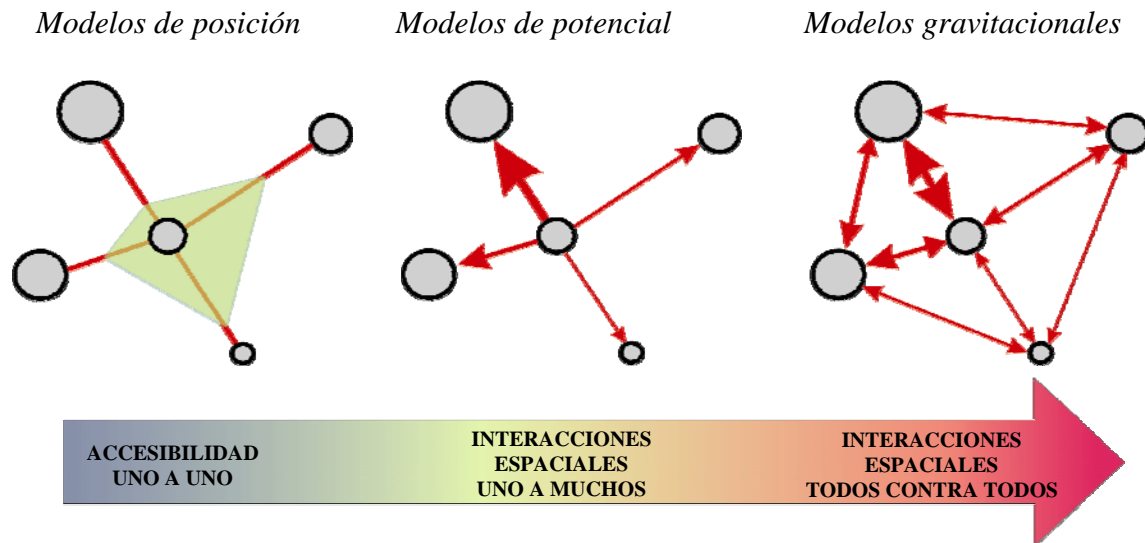 Modelos de posición
Modelos de potencial
Modelos gravitacionales
ACCESIBILIDAD
UNO A UNO
INTERACCIONES
ESPACIALES
UNO A MUCHOS
INTERACCIONES
ESPACIALES
TODOS CONTRA TODOS